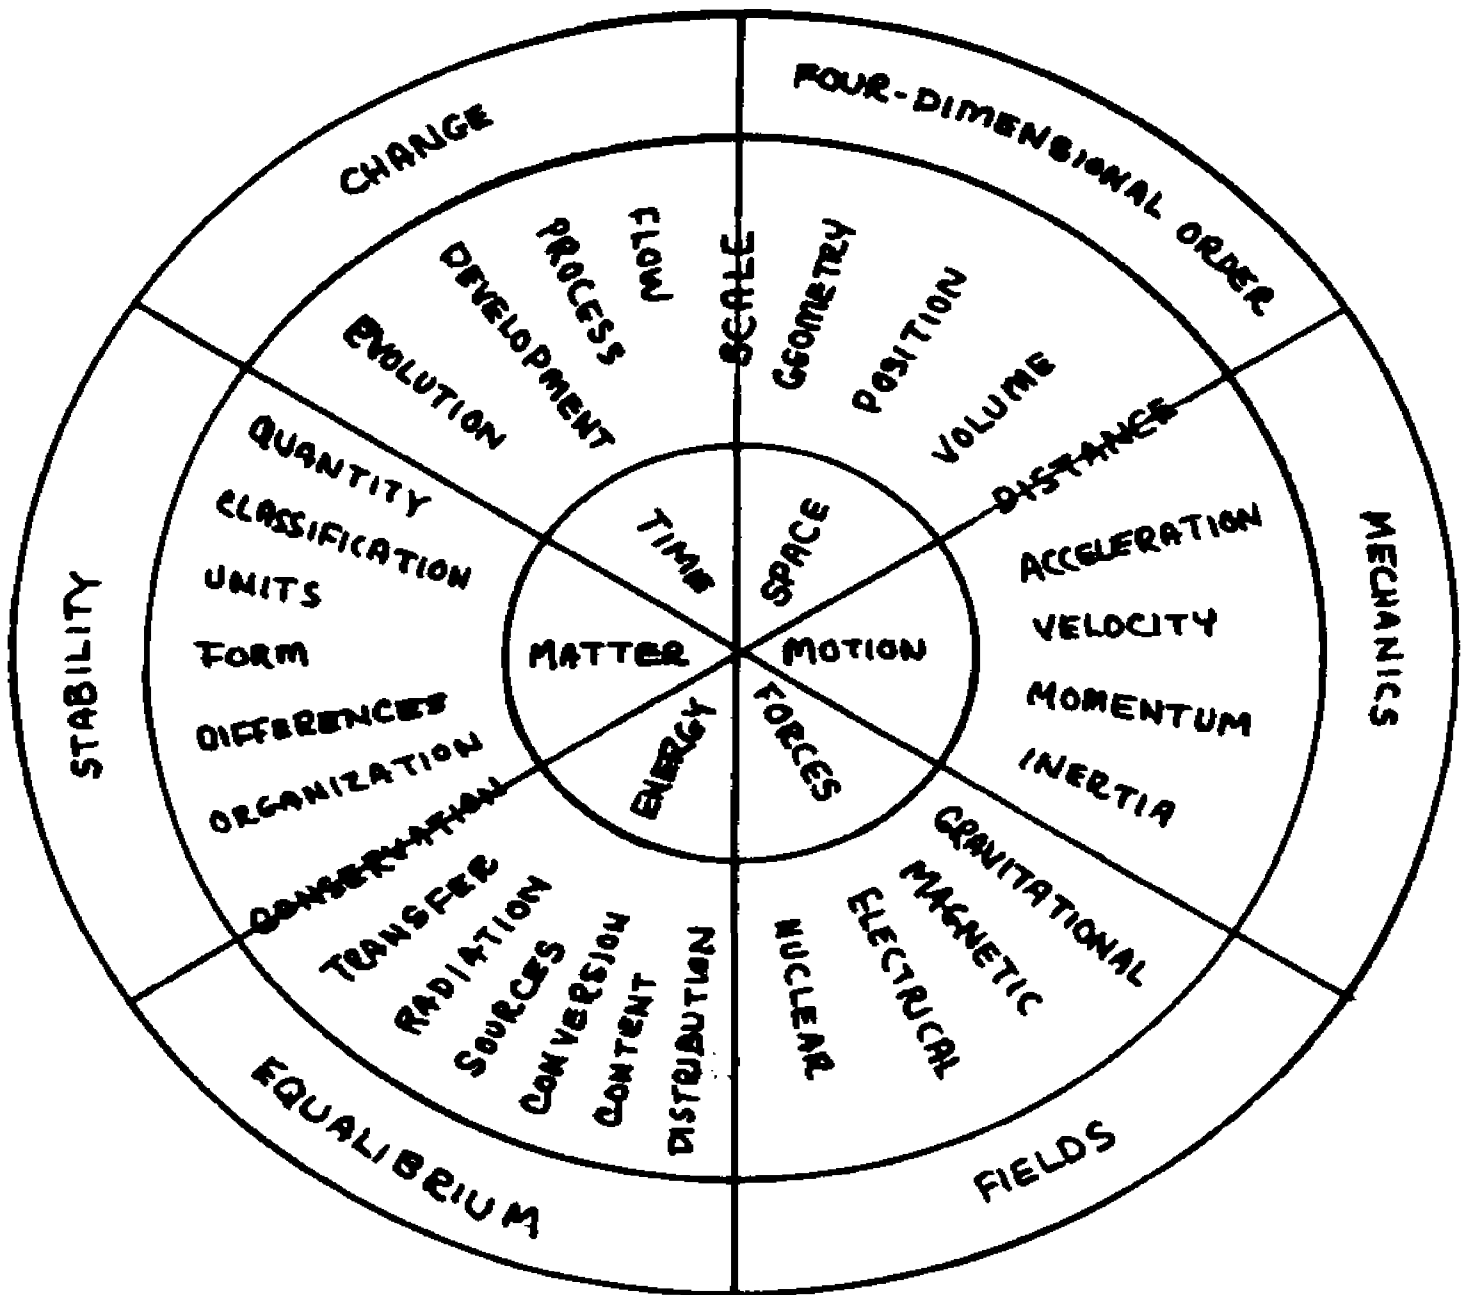 CHANGE
FOUR-DIMENSIONAL ORDER
MECHANICS
FIELDS
EQUALIBRIUM
STABILITY
EVOLUTION
DEVELOPMENT
PROCESS
FLOW
SCALE
GEOMETRY
POSITION
VOLUME
DISTANCE
ACCELERATION
VELOCITY
MOMENTUM
INERTIA
GRAVITATIONAL
MAGNETIC
ELECTRICAL
NUCLEAR
DISTRIBUTION
CONTENT
CONVERSION
SOURCES
RADIATION
TRANSFER
CONSERVATION
ORGANIZATION
DIFFERENCES
FORM
UNITS
CLASSIFICATION
QUANTITY
TIME
SPACE
MOTION
FORCES
ENERGY
MATTER